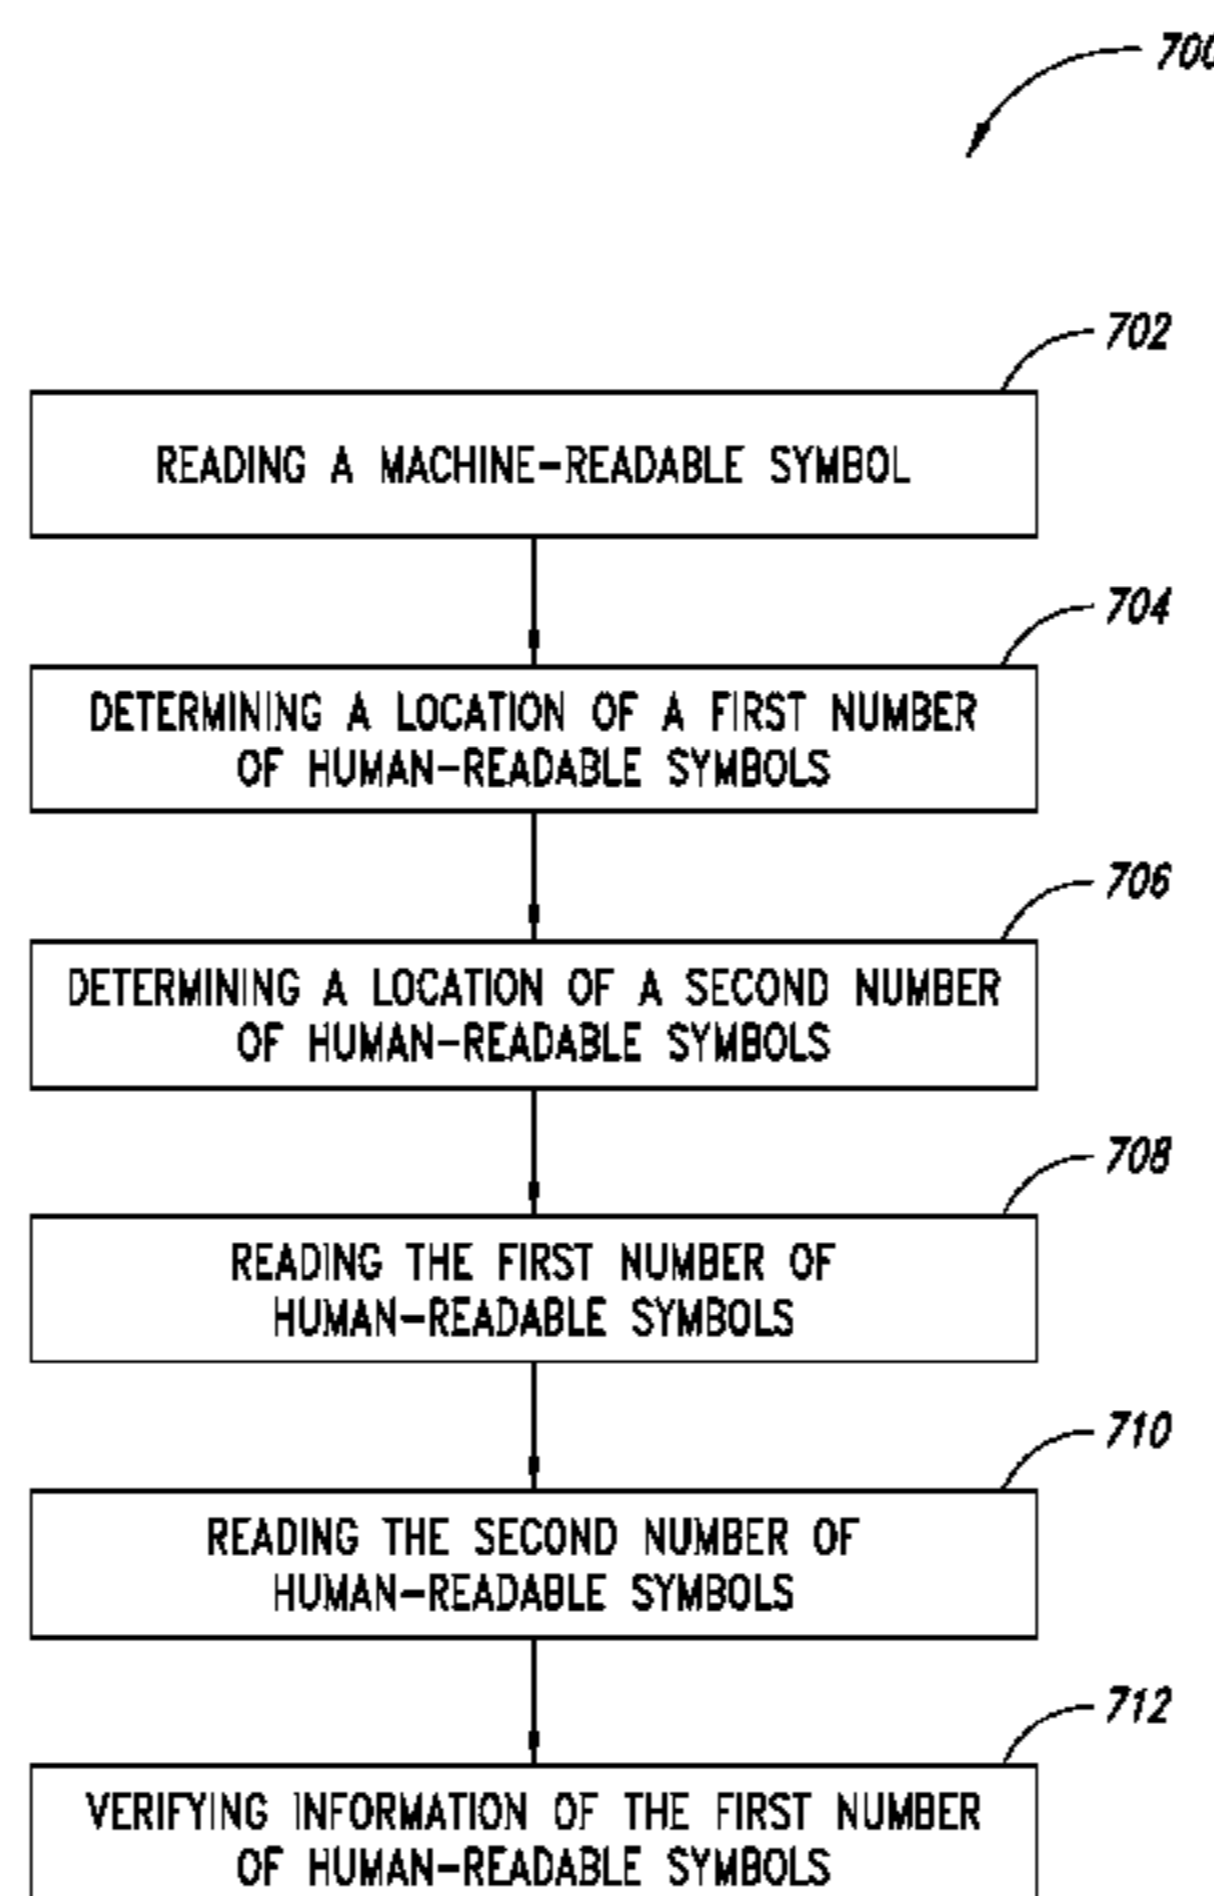 700
702
READING A MACHINE-READABLE SYMBOL
704
DETERMINING A LOCATION OF A FIRST NUMBER
OF HUMAN-READABLE SYMBOLS
706
DETERMINING A LOCATION OF A SECOND NUMBER
OF HUMAN-READABLE SYMBOLS
708
READING THE FIRST NUMBER OF
HUMAN-READABLE SYMBOLS
710
READING THE SECOND NUMBER OF
HUMAN-READABLE SYMBOLS
712
VERIFYING INFORMATION OF THE FIRST NUMBER
OF HUMAN-READABLE SYMBOLS